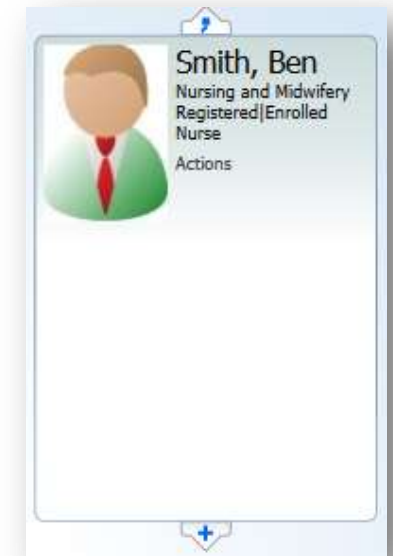 Smith, Ben
Nursing and Midwifery
Registered|Enrolled
Nurse
Actions